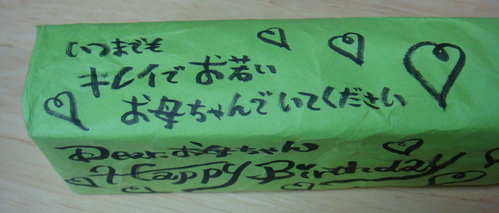 いつまでも
キレイでお若い
お母ちゃんでいてください
Dear.お母ちゃん
Happy Birthday